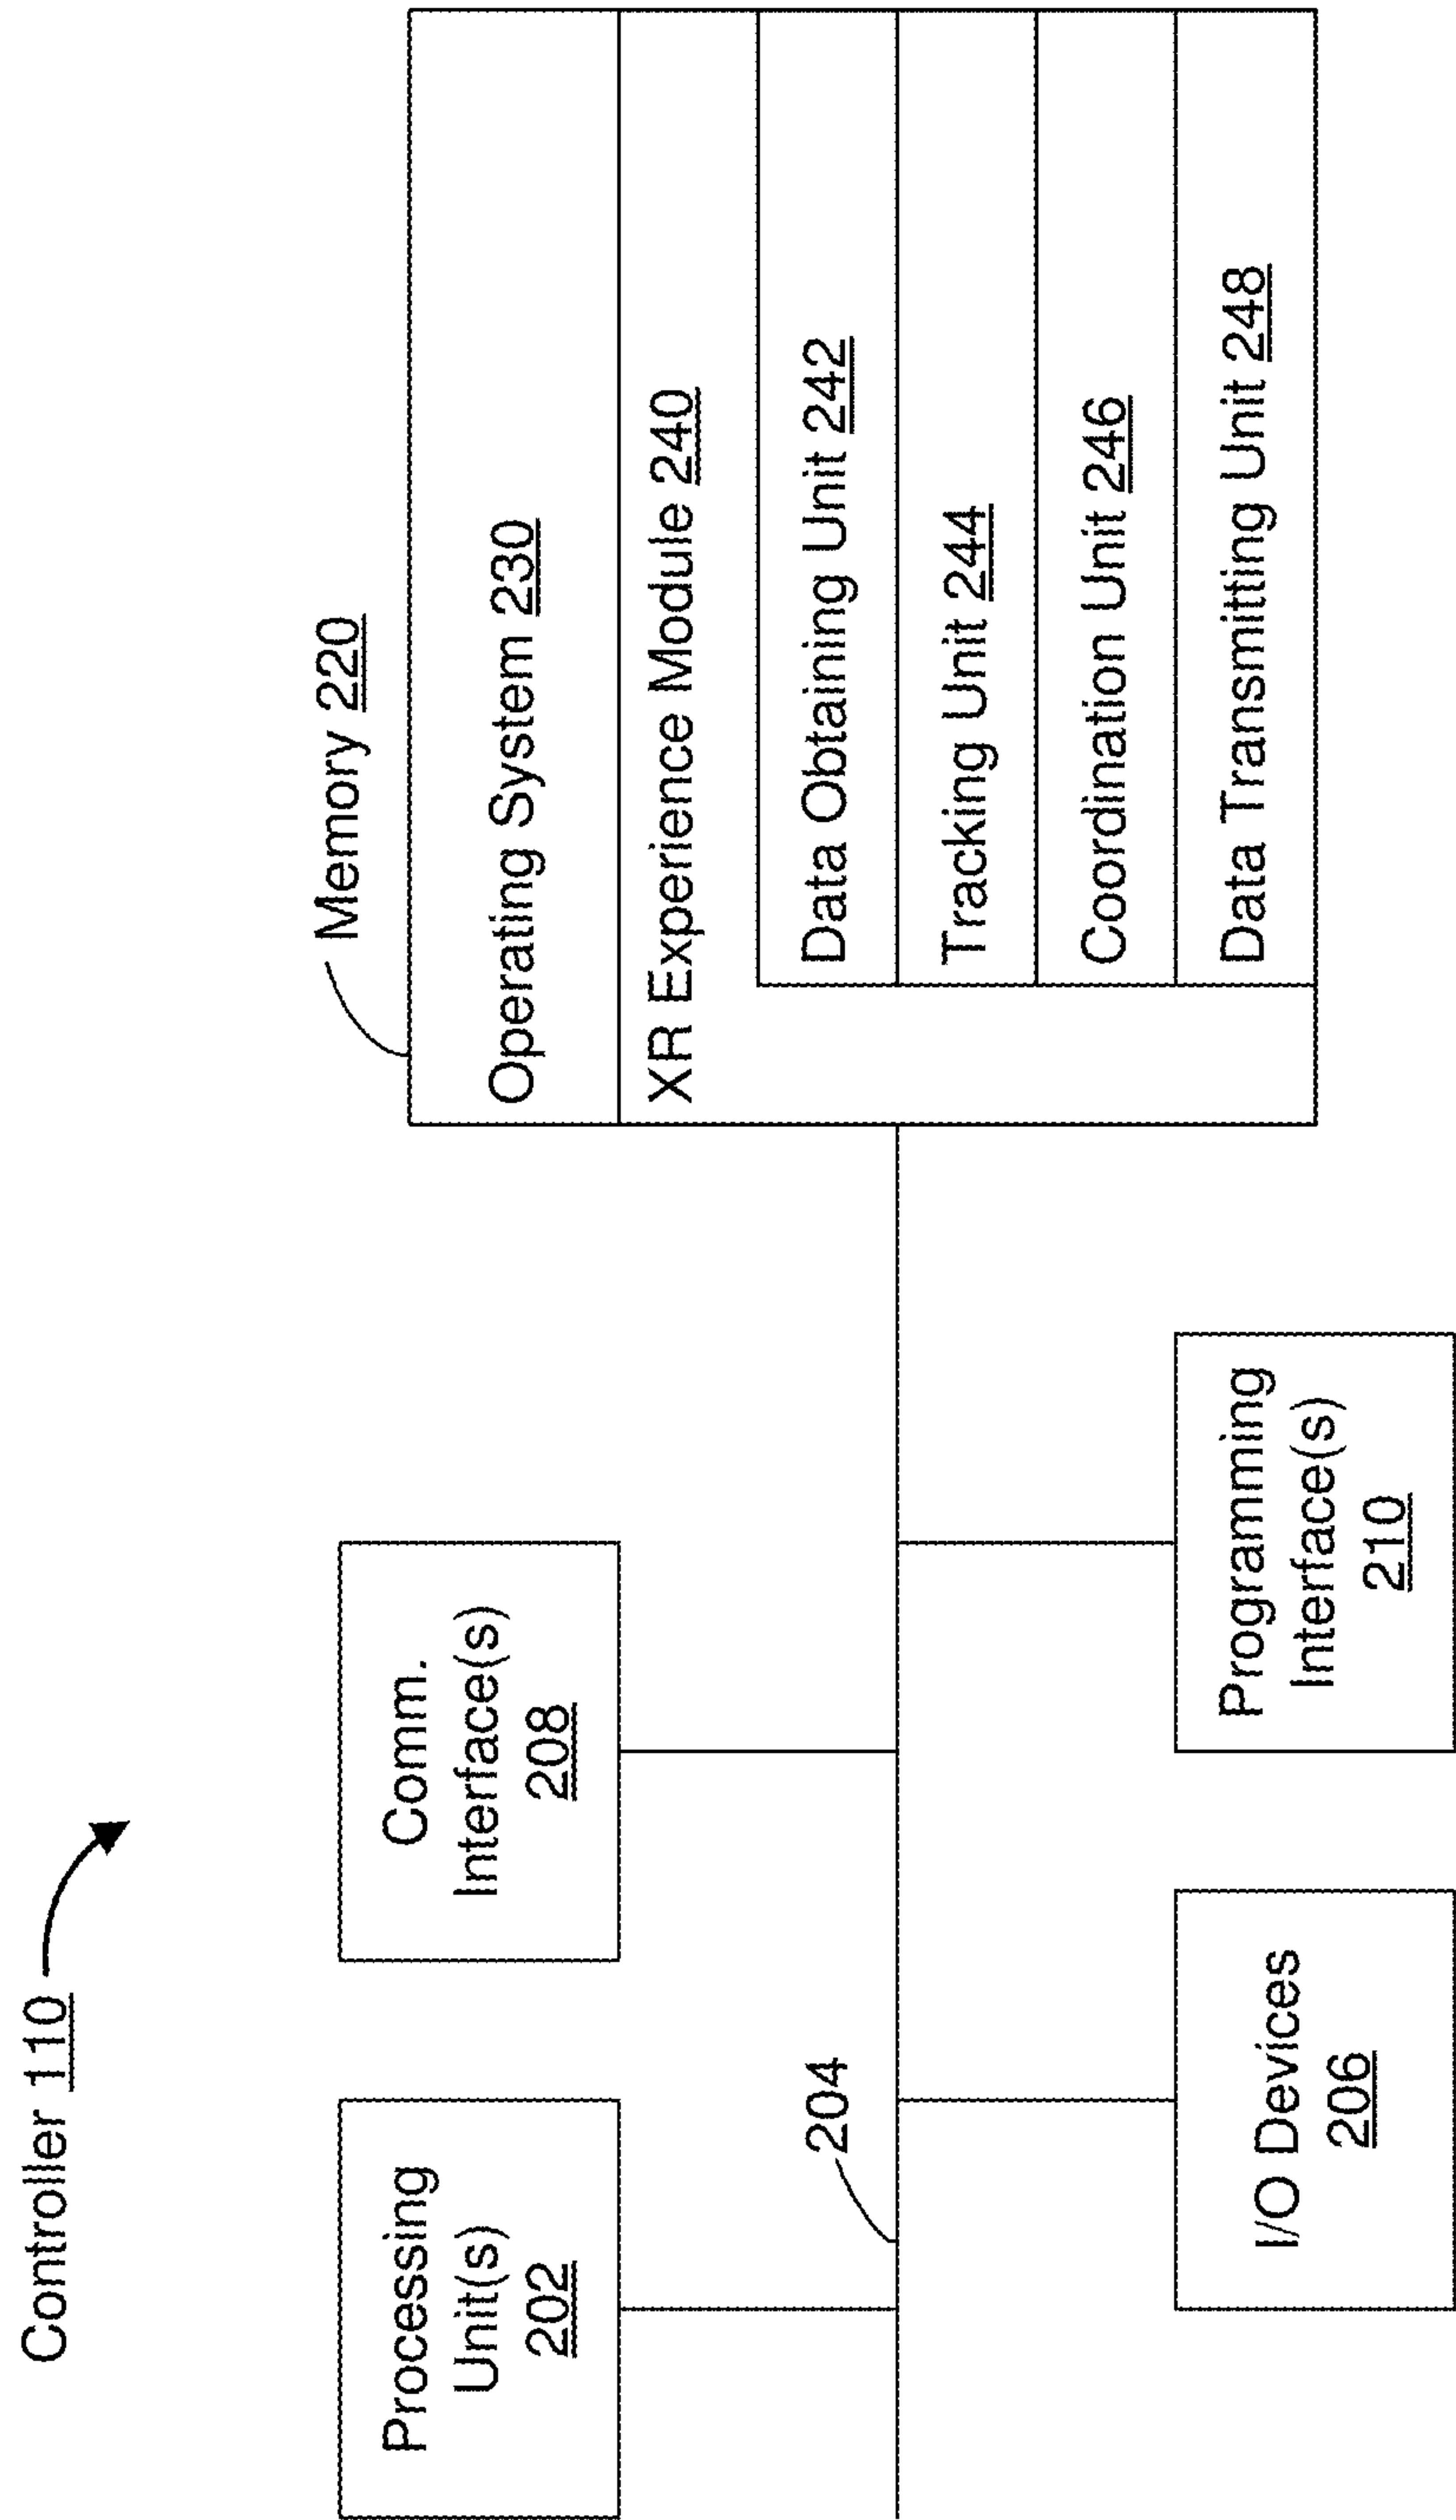 Controller 110
Memory 220
Processing
Unit(s)
202
Comm.
Interface(s)
208
Operating System 230
XR Experience Module 240
Data Obtaining Unit 242
Tracking Unit 244
Coordination Unit 246
Data Transmitting Unit 248
204
I/O Devices
206
Programming
Interface(s)
210